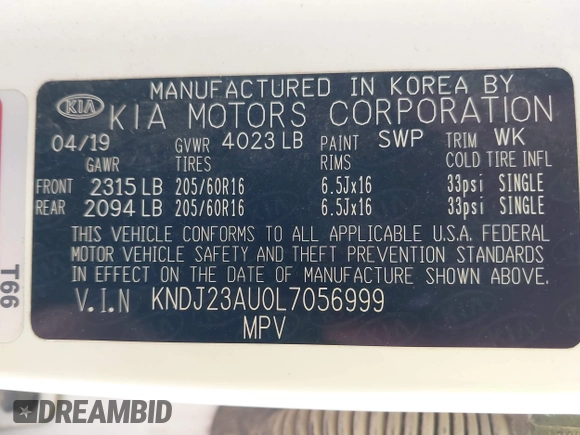 MANUFACTURED IN KOREA BY
KIA KIA MOTORS CORPORATION
04/19 GVWR 4023 LB PAINT SWP TRIM WK
GAWR TIRES RIMS COLD TIRE INFL
FRONT 2315 LB 205/60R16 6.5Jx16 33psi SINGLE
REAR 2094 LB 205/60R16 6.5Jx16 33psi SINGLE
THIS VEHICLE CONFORMS TO ALL APPLICABLE U.S.A. FEDERAL
MOTOR VEHICLE SAFETY AND THEFT PREVENTION STANDARDS
IN EFFECT ON THE DATE OF MANUFACTURE SHOWN ABOVE.
V.I.N KNDJ23AU0L7056999
MPV
T66
DREAMBID